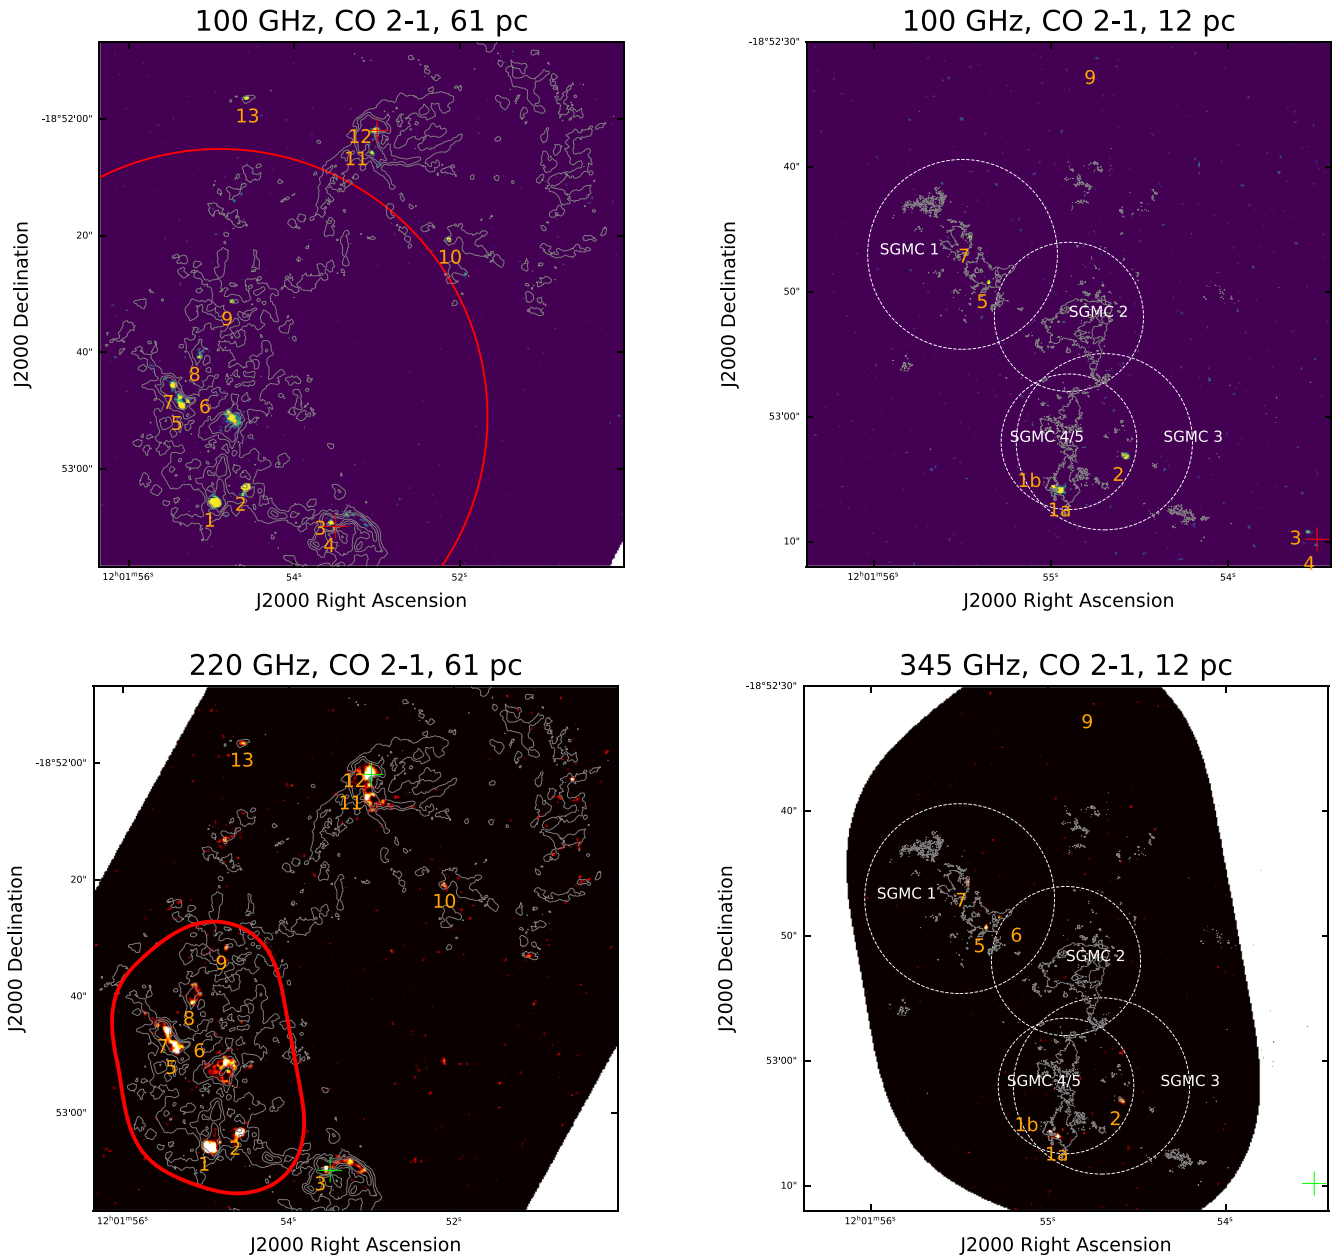 100 GHz, CO 2-1, 61 pc
13
12
11
10
9
8
7
6
5
1
2
3
4
-18°52'00"
20"
40"
53'00"
12ʰ01ᵐ56ˢ
54ˢ
52ˢ
J2000 Declination
J2000 Right Ascension
100 GHz, CO 2-1, 12 pc
9
SGMC 1
7
5
SGMC 2
SGMC 4/5
SGMC 3
1b
2
1a
3
4
-18°52'30"
40"
50"
53'00"
10"
12ʰ01ᵐ56ˢ
55ˢ
54ˢ
J2000 Declination
J2000 Right Ascension
220 GHz, CO 2-1, 61 pc
13
12
11
10
9
8
7
6
5
2
1
3
-18°52'00"
20"
40"
53'00"
12ʰ01ᵐ56ˢ
54ˢ
52ˢ
J2000 Declination
J2000 Right Ascension
345 GHz, CO 2-1, 12 pc
9
SGMC 1
7
6
5
SGMC 2
SGMC 4/5
SGMC 3
1b
2
1a
-18°52'30"
40"
50"
53'00"
10"
12ʰ01ᵐ56ˢ
55ˢ
54ˢ
J2000 Declination
J2000 Right Ascension